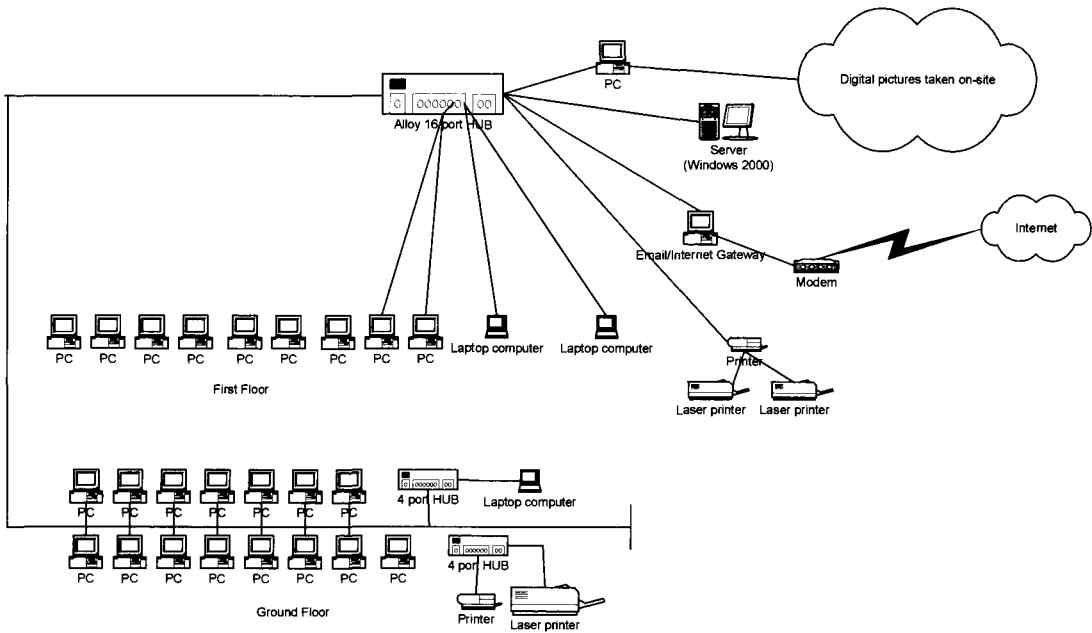 Digital pictures taken on-site
PC
Alloy 16 port HUB
Server
(Windows 2000)
Internet
Email/Internet Gateway
Modem
PC PC PC PC PC PC PC PC PC
Laptop computer Laptop computer
Printer
First Floor
Laser printer Laser printer
PC PC PC PC PC PC PC
4 port HUB
Laptop computer
PC PC PC PC PC PC PC PC
4 port HUB
Ground Floor
Printer
Laser printer